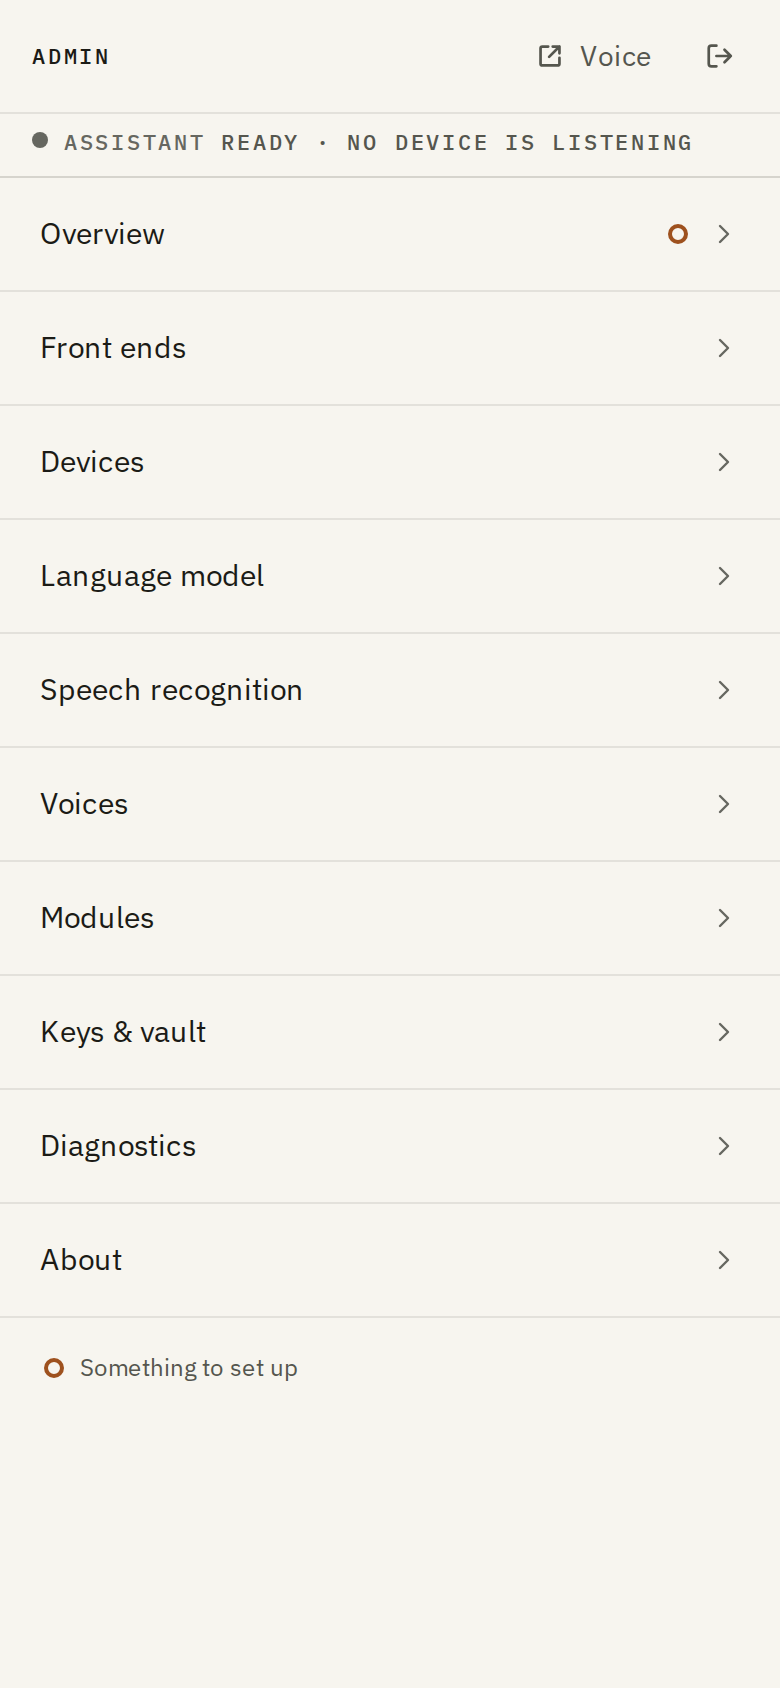 ADMIN
Voice
ASSISTANT READY · NO DEVICE IS LISTENING
Overview
Front ends
Devices
Language model
Speech recognition
Voices
Modules
Keys & vault
Diagnostics
About
Something to set up